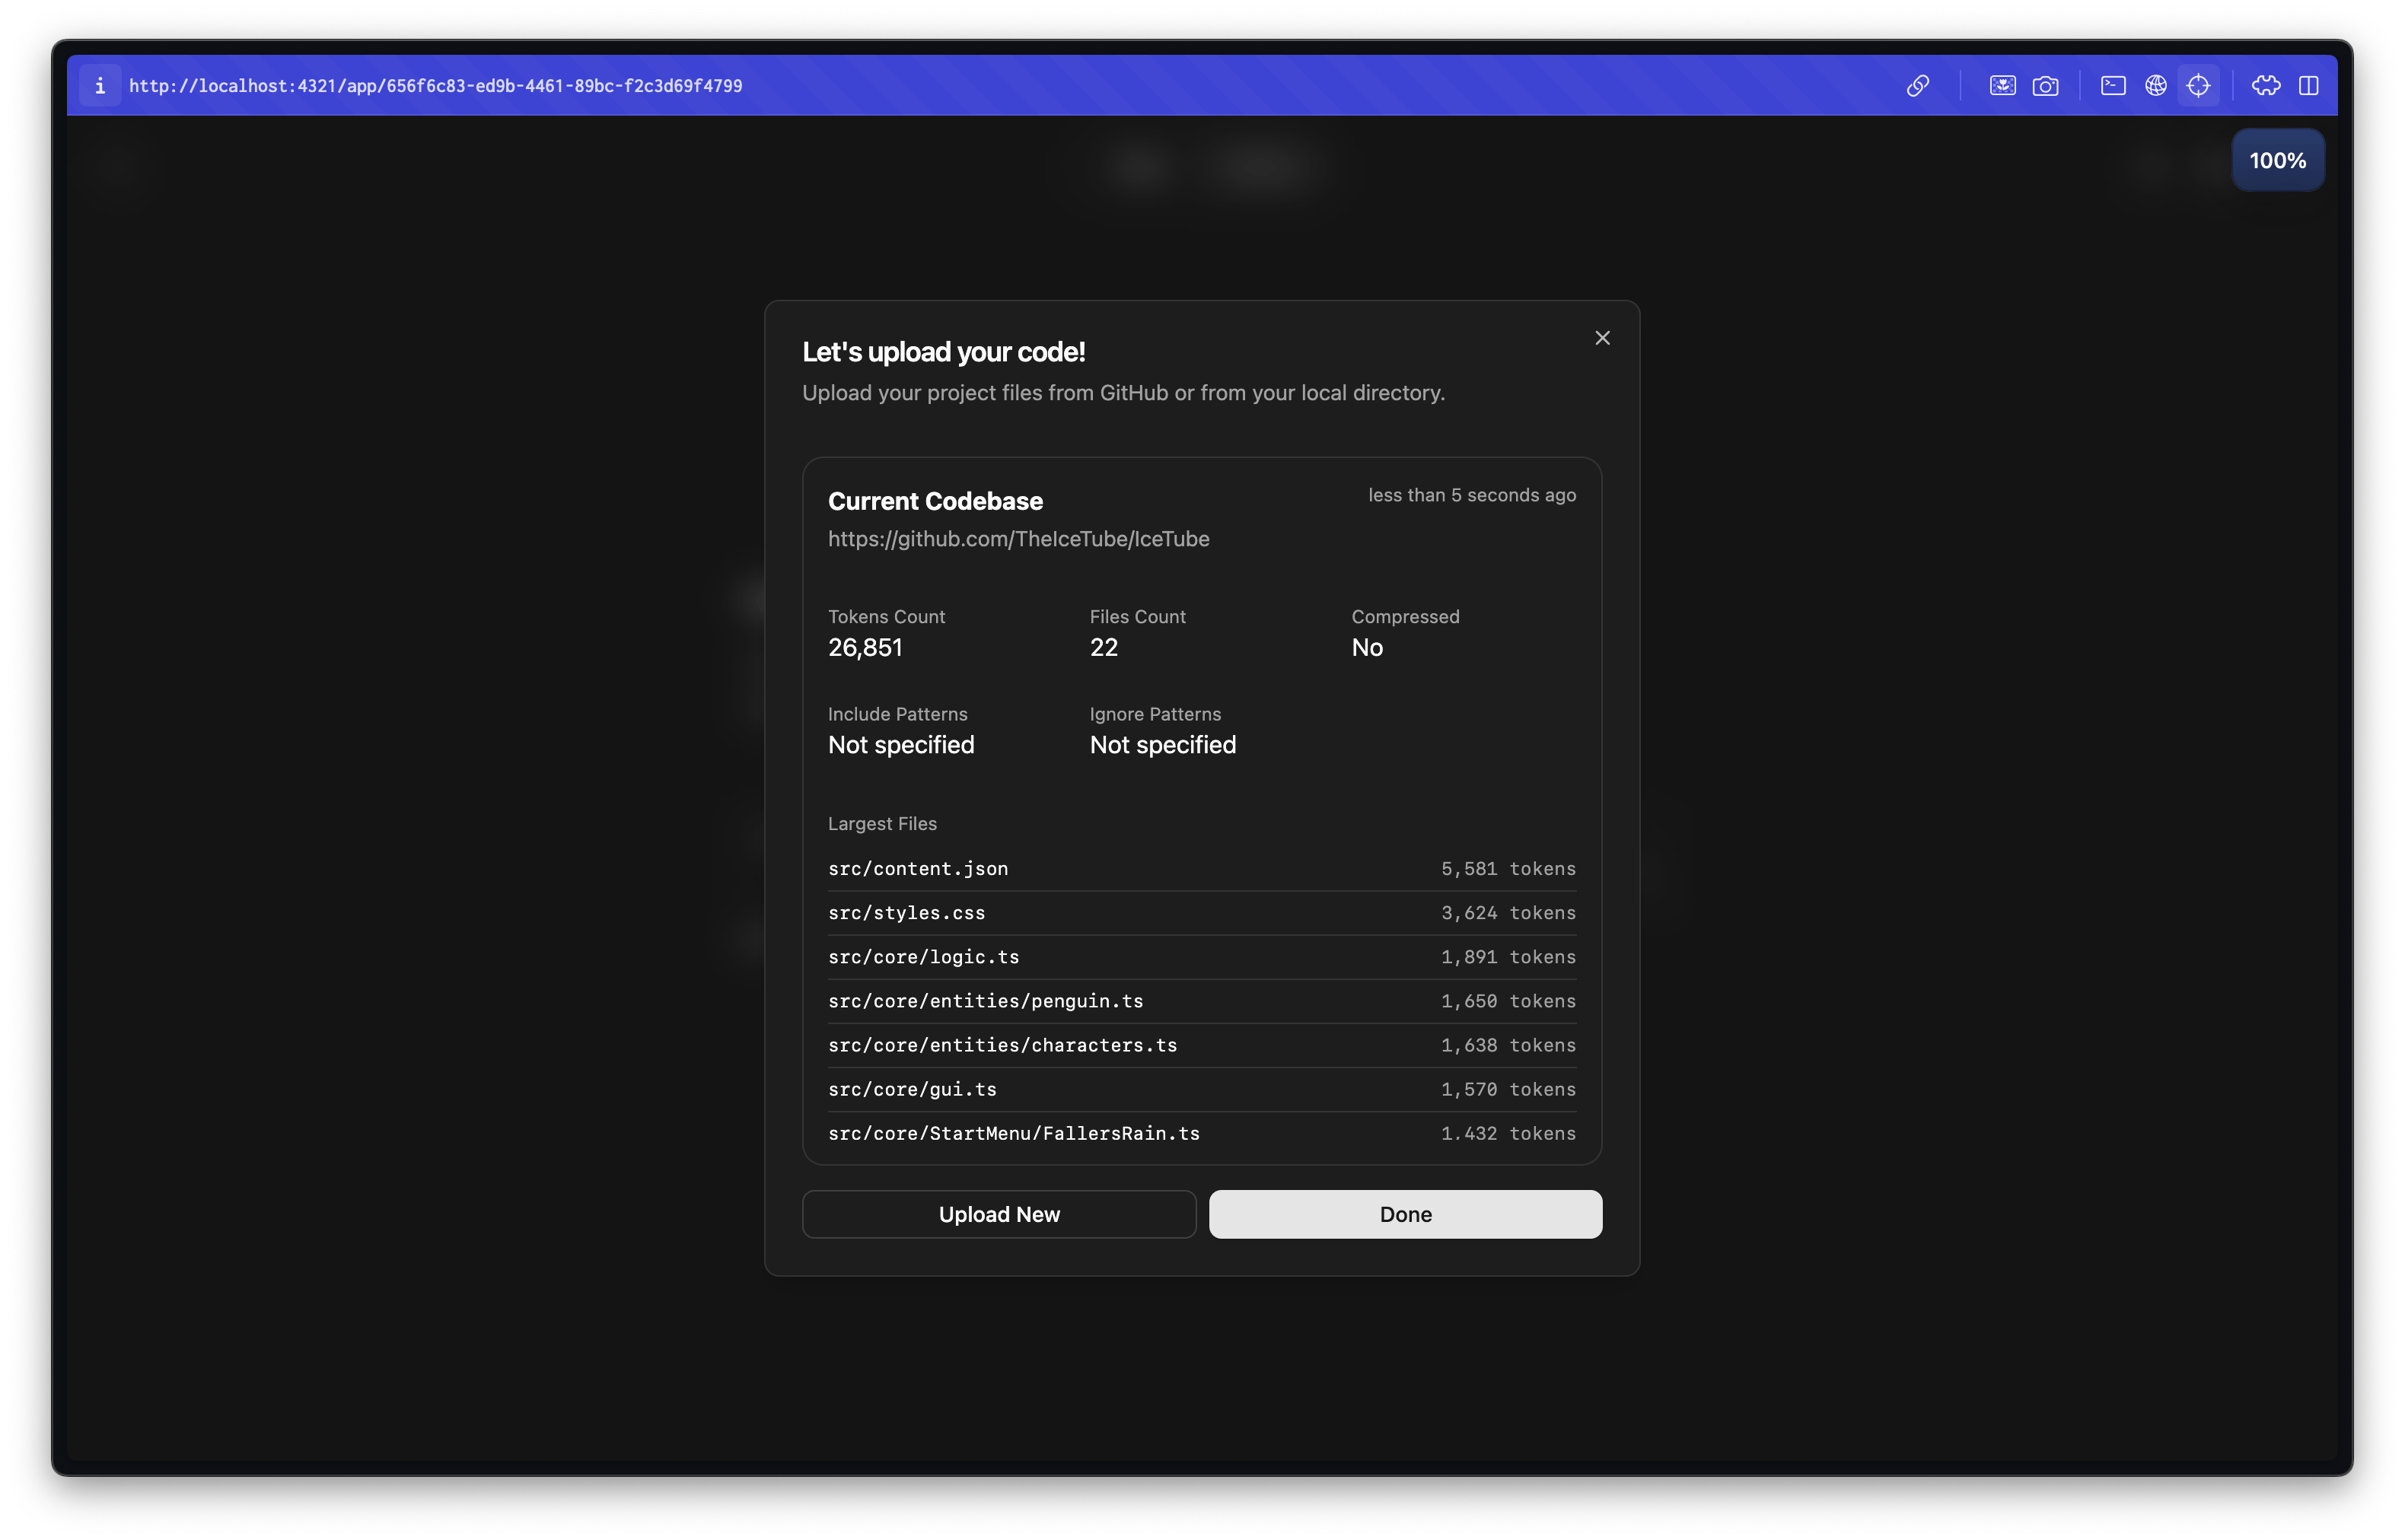 i http://localhost:4321/app/656f6c83-ed9b-4461-89bc-f2c3d69f4799
100%
Let's upload your code!
Upload your project files from GitHub or from your local directory.
Current Codebase less than 5 seconds ago
https://github.com/TheIceTube/IceTube
Tokens Count Files Count Compressed
26,851 22 No
Include Patterns Ignore Patterns
Not specified Not specified
Largest Files
src/content.json 5,581 tokens
src/styles.css 3,624 tokens
src/core/logic.ts 1,891 tokens
src/core/entities/penguin.ts 1,650 tokens
src/core/entities/characters.ts 1,638 tokens
src/core/gui.ts 1,570 tokens
src/core/StartMenu/FallersRain.ts 1.432 tokens
Upload New Done